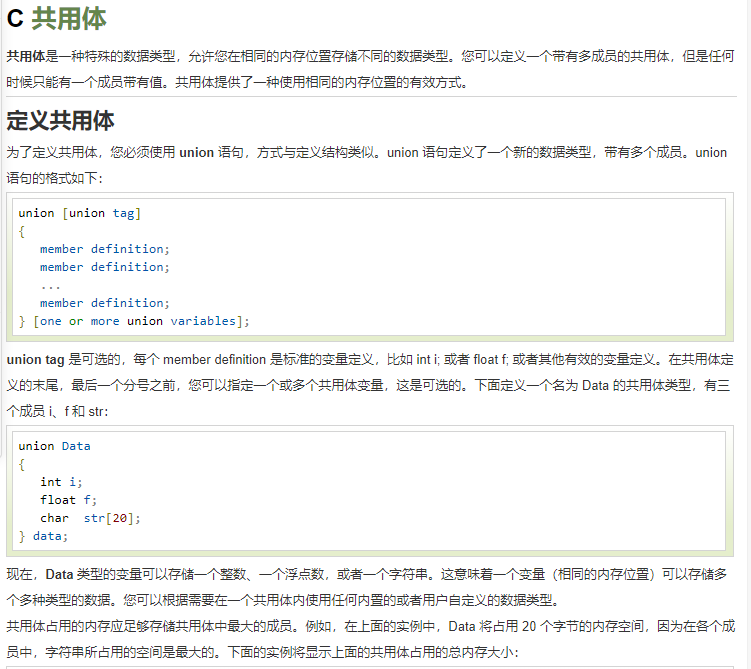 C 共用体
共用体是一种特殊的数据类型，允许您在相同的内存位置存储不同的数据类型。您可以定义一个带有多成员的共用体，但是任何
时候只能有一个成员带有值。共用体提供了一种使用相同的内存位置的有效方式。
定义共用体
为了定义共用体，您必须使用 union 语句，方式与定义结构类似。union 语句定义了一个新的数据类型，带有多个成员。union
语句的格式如下：
union [union tag]
{
   member definition;
   member definition;
   ...
   member definition;
} [one or more union variables];
union tag 是可选的，每个 member definition 是标准的变量定义，比如 int i; 或者 float f; 或者其他有效的变量定义。在共用体定
义的末尾，最后一个分号之前，您可以指定一个或多个共用体变量，这是可选的。下面定义一个名为 Data 的共用体类型，有三
个成员 i、f 和 str：
union Data
{
   int i;
   float f;
   char  str[20];
} data;
现在，Data 类型的变量可以存储一个整数、一个浮点数，或者一个字符串。这意味着一个变量（相同的内存位置）可以存储多
个多种类型的数据。您可以根据需要在一个共用体内使用任何内置的或者用户自定义的数据类型。
共用体占用的内存应足够存储共用体中最大的成员。例如，在上面的实例中，Data 将占用 20 个字节的内存空间，因为在各个成
员中，字符串所占用的空间是最大的。下面的实例将显示上面的共用体占用的总内存大小：